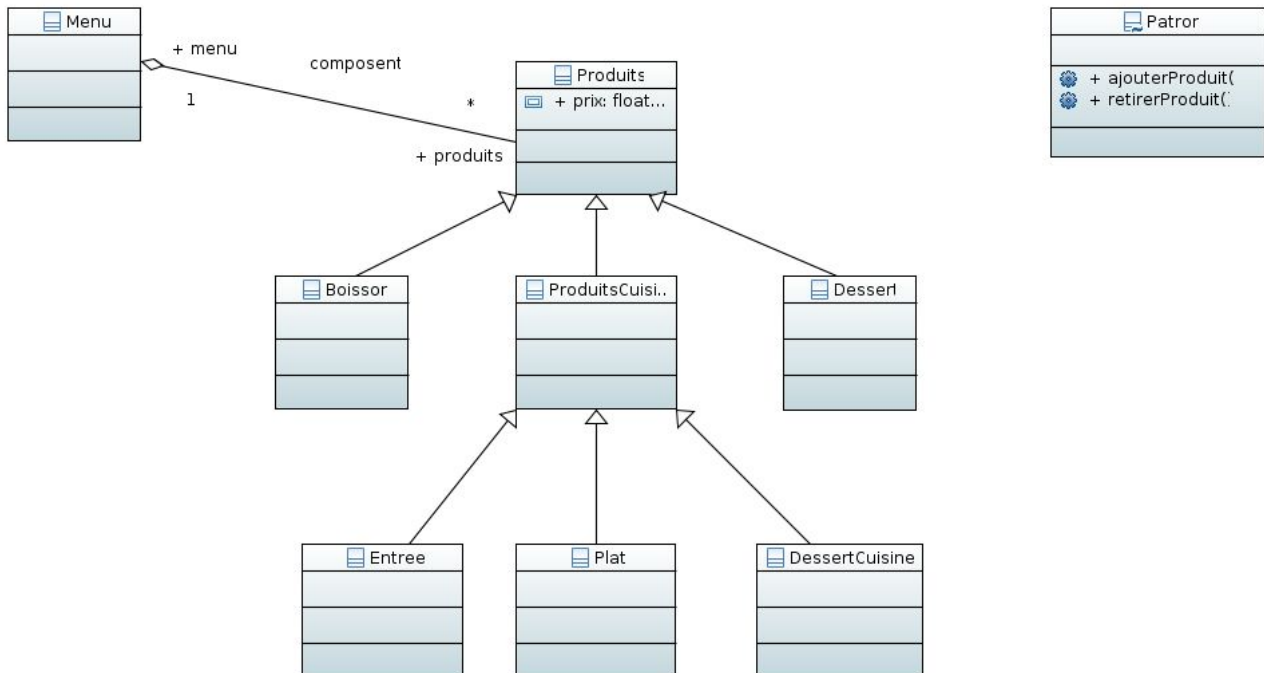 Menu
+ menu
1
composent
*
+ produits
Produits
+ prix: float...
Patror
+ ajouterProduit(
+ retirerProduit()
Boissor
ProduitsCuisi..
Dessert
Entree
Plat
DessertCuisine